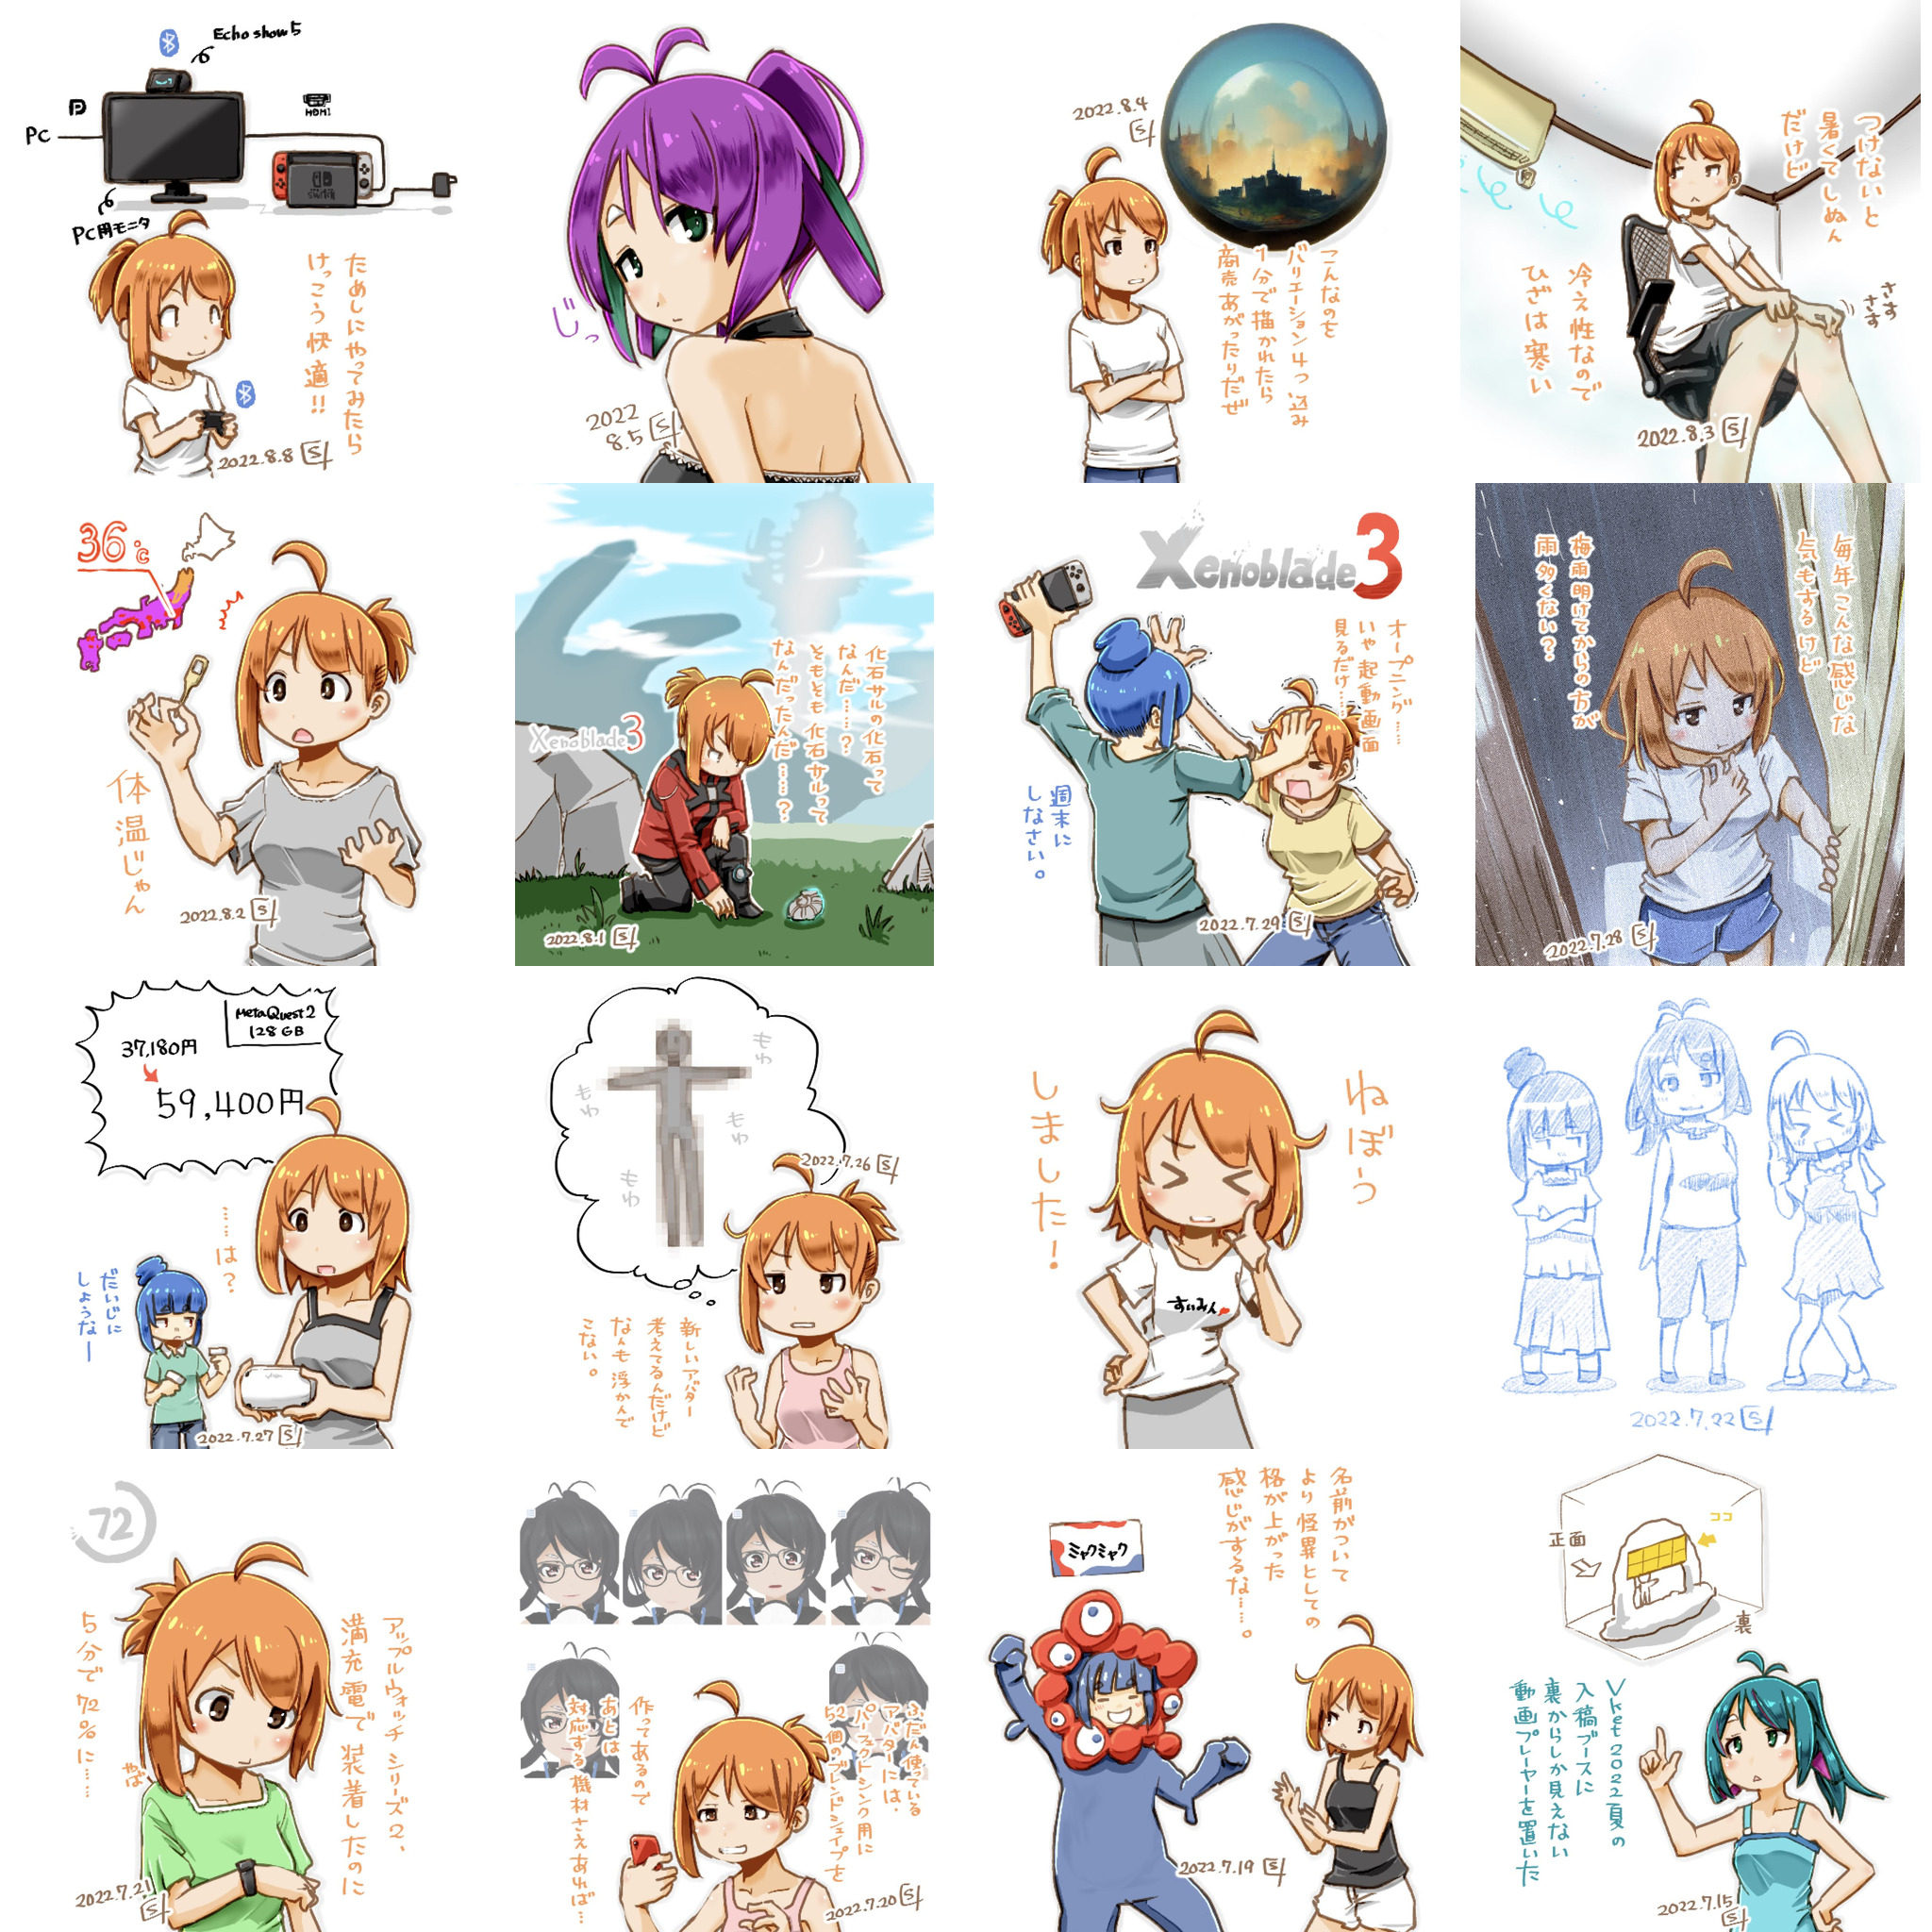 Echo show 5
P
HDMI
PC
SWITCH
PC用モニタ
ためしにやってみたら
けっこう快適!!
2022.8.8 S
じっ
2022
8.5 S
2022.8.4
S
こんなのを
バリエーション4つ込み
1分で描かれたら
商売あがったりだぜ
つけないと
暑くてしぬん
だけど
冷え性なので
ひざは寒い
さす
さす
2022.8.3 S
36℃
体温じゃん
2022.8.2 S
化石サルの化石って
なんだ……?
そもそも化石サルって
なんだったんだ……?
Xenoblade3
2022.8.1 S
Xenoblade3
オープニング……
いや起動画面
見るだけ……
週末に
しなさい。
2022.7.29 S
毎年こんな感じな
気もするけど
梅雨明けてからの方が
雨多くない?
2022.7.28 S
Meta Quest 2
128GB
37,180円
59,400円
……は?
だいじに
しような―
2022.7.27 S
もわ
もわ
もわ
もわ
2022.7.26 S
新しいアバター
考えてるんだけど
なんも浮かんで
こない。
ねぼう
しました!
すいみん
2022.7.22 S
72
アップルウォッチ シリーズ2、
満充電で装着したのに
5分で72%に……
やば
2022.7.21
S
ふだん使っている
アバターには、
パーフェクトシンク用に
52個のブレンドシェイプを
作ってあるので
あとは
対応する機材さえあれば…
2022.7.20 S
名前がついて
より怪異としての
格が上がった
感じがするな……。
ミャクミャク
2022.7.19 S
正面
ココ
裏
Vket2022夏の
入稿ブースに
裏からしか見えない
動画プレーヤーを置いた
2022.7.15
S